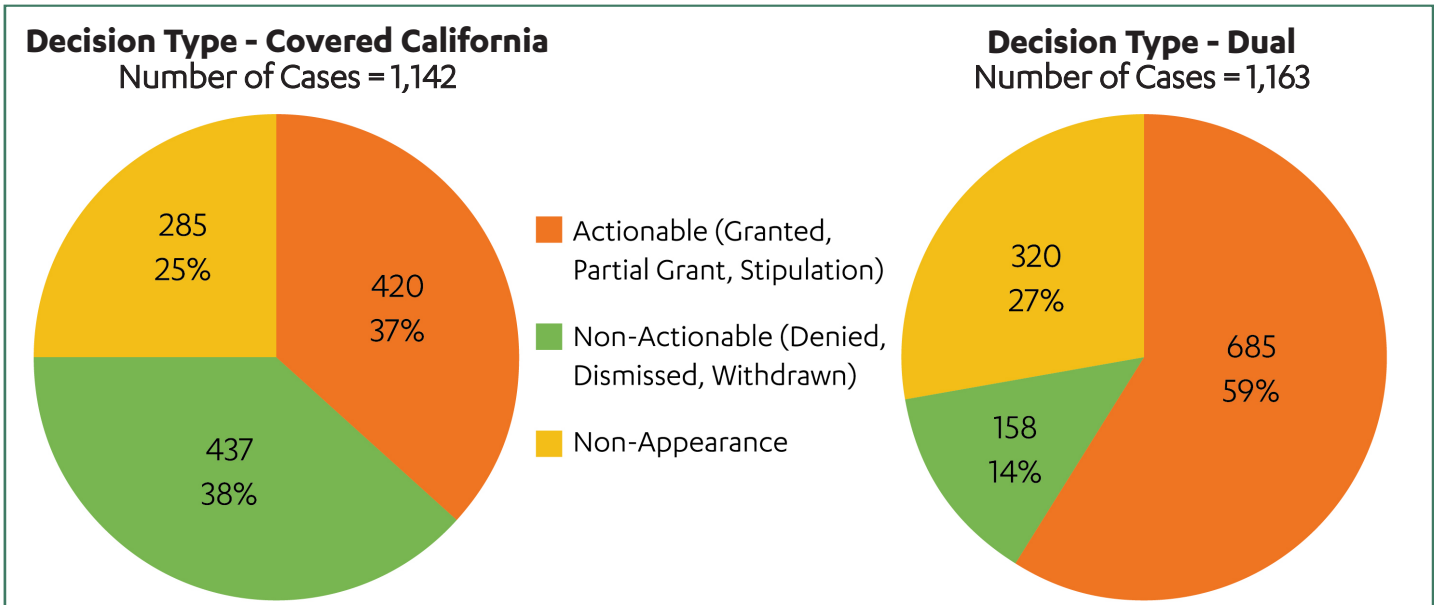 Decision Type - Covered California
Number of Cases = 1,142
285
25%
420
37%
437
38%
Actionable (Granted,
Partial Grant, Stipulation)
Non-Actionable (Denied,
Dismissed, Withdrawn)
Non-Appearance
Decision Type - Dual
Number of Cases = 1,163
320
27%
685
59%
158
14%